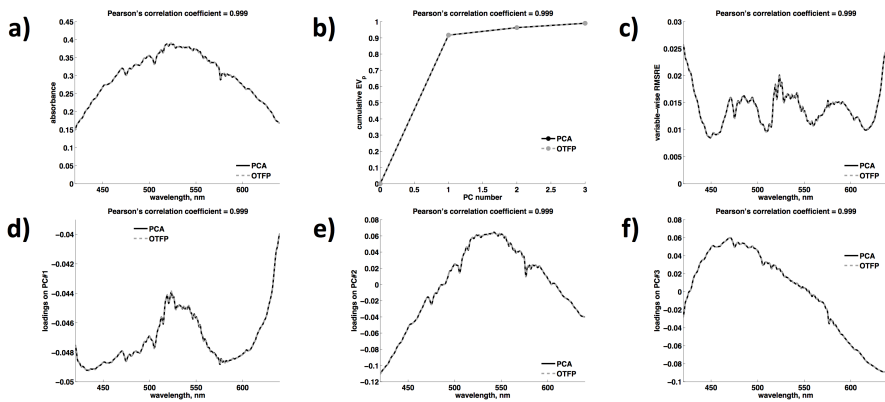 a)
Pearson's correlation coefficient = 0.999
absorbance
0.45
0.4
0.35
0.3
0.25
0.2
0.15
0.1
0.05
0
450 500 550 600
wavelength, nm
PCA
OTFP
b)
Pearson's correlation coefficient = 0.999
cumulative EVp
1
0.9
0.8
0.7
0.6
0.5
0.4
0.3
0.2
0.1
0
0 0.5 1 1.5 2 2.5 3
PC number
PCA
OTFP
c)
Pearson's correlation coefficient = 0.999
variable-wise RMSRE
0.03
0.025
0.02
0.015
0.01
0.005
0
450 500 550 600
wavelength, nm
PCA
OTFP
d)
Pearson's correlation coefficient = 0.999
loadings on PC#1
-0.04
-0.042
-0.044
-0.046
-0.048
-0.05
450 500 550 600
wavelength, nm
PCA
OTFP
e)
Pearson's correlation coefficient = 0.999
loadings on PC#2
0.08
0.06
0.04
0.02
0
-0.02
-0.04
-0.06
-0.08
-0.1
-0.12
450 500 550 600
wavelength, nm
PCA
OTFP
f)
Pearson's correlation coefficient = 0.999
loadings on PC#3
0.08
0.06
0.04
0.02
0
-0.02
-0.04
-0.06
-0.08
-0.1
450 500 550 600
wavelength, nm
PCA
OTFP